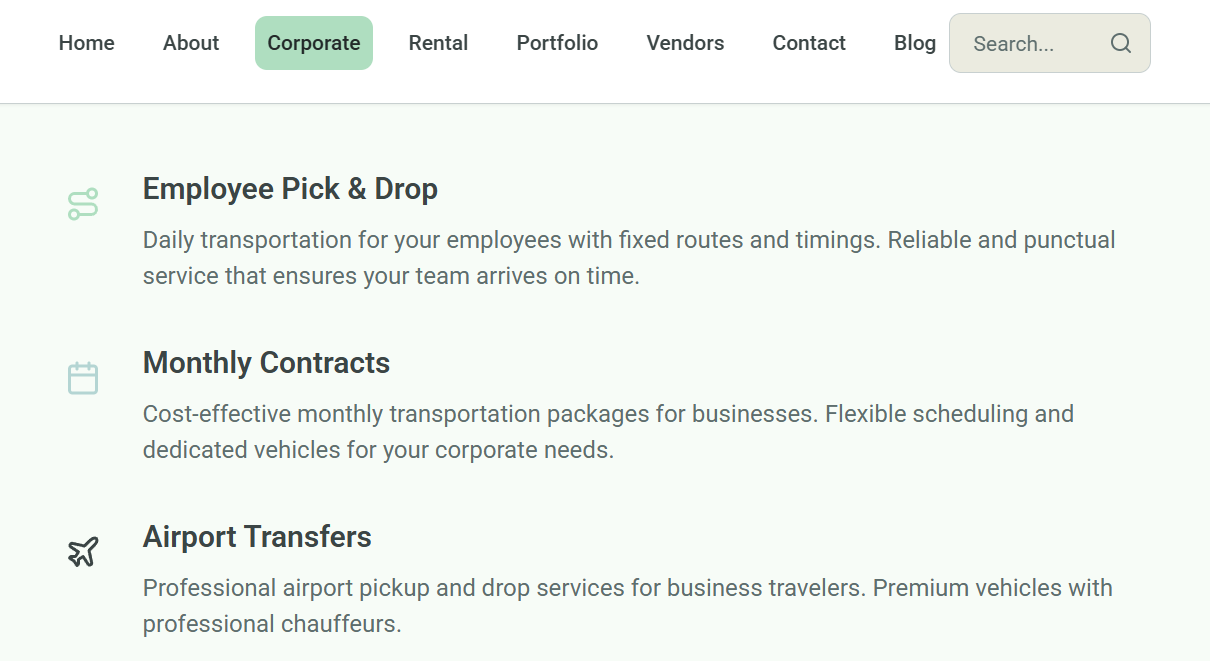 Home About Corporate Rental Portfolio Vendors Contact Blog Search...
Employee Pick & Drop
Daily transportation for your employees with fixed routes and timings. Reliable and punctual
service that ensures your team arrives on time.
Monthly Contracts
Cost-effective monthly transportation packages for businesses. Flexible scheduling and
dedicated vehicles for your corporate needs.
Airport Transfers
Professional airport pickup and drop services for business travelers. Premium vehicles with
professional chauffeurs.